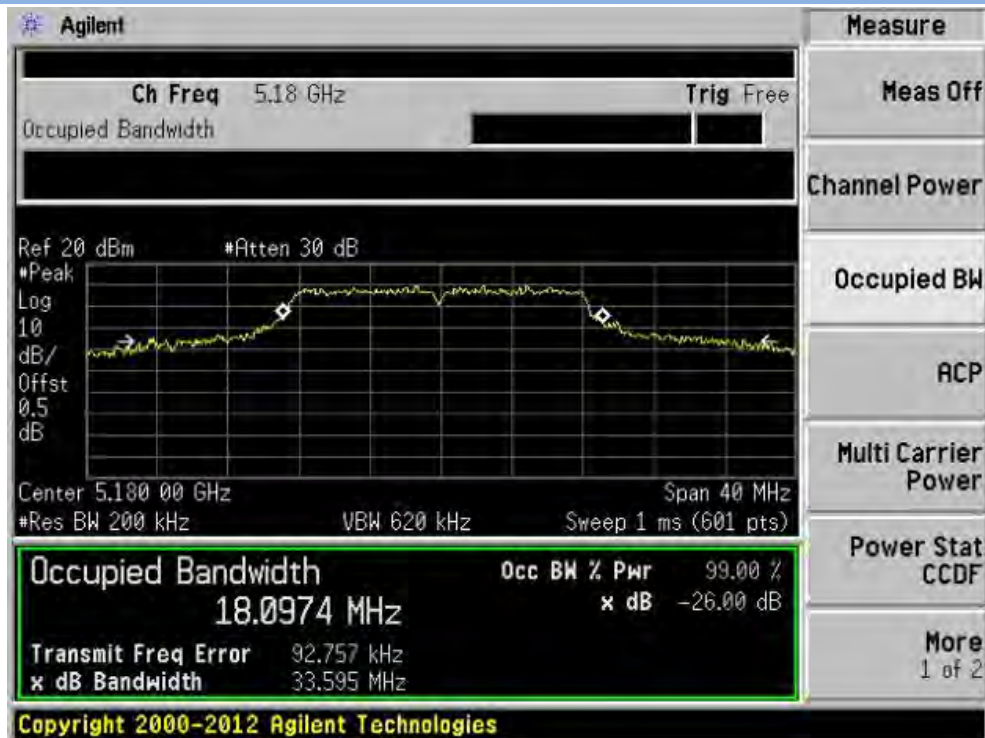 Agilent
Measure
Ch Freq 5.18 GHz Trig Free
Occupied Bandwidth
Meas Off
Channel Power
Occupied BW
ACP
Multi Carrier
Power
Power Stat
CCDF
More
1 of 2
Ref 20 dBm #Atten 30 dB
#Peak
Log
10
dB/
Offst
0.5
dB
Center 5.180 00 GHz Span 40 MHz
#Res BW 200 kHz VBW 620 kHz Sweep 1 ms (601 pts)
Occupied Bandwidth Occ BW % Pwr 99.00 %
18.0974 MHz x dB -26.00 dB
Transmit Freq Error 92.757 kHz
x dB Bandwidth 33.595 MHz
Copyright 2000-2012 Agilent Technologies